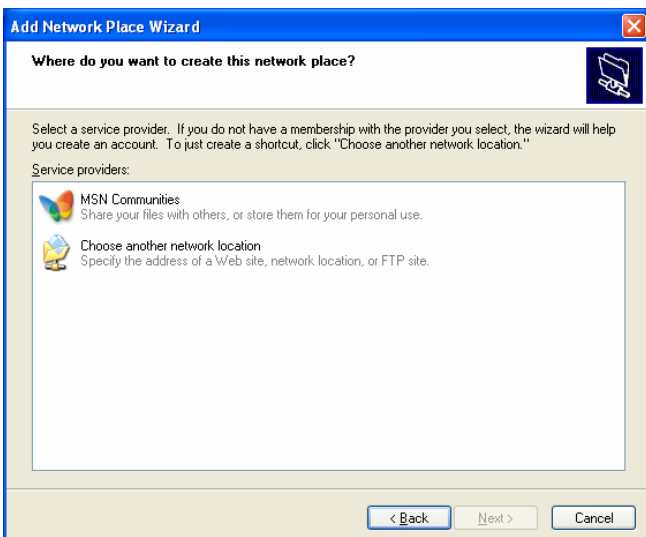 Add Network Place Wizard
Where do you want to create this network place?
Select a service provider. If you do not have a membership with the provider you select, the wizard will help
you create an account. To just create a shortcut, click "Choose another network location."
Service providers:
MSN Communities
Share your files with others, or store them for your personal use.
Choose another network location
Specify the address of a Web site, network location, or FTP site.
< Back Next > Cancel